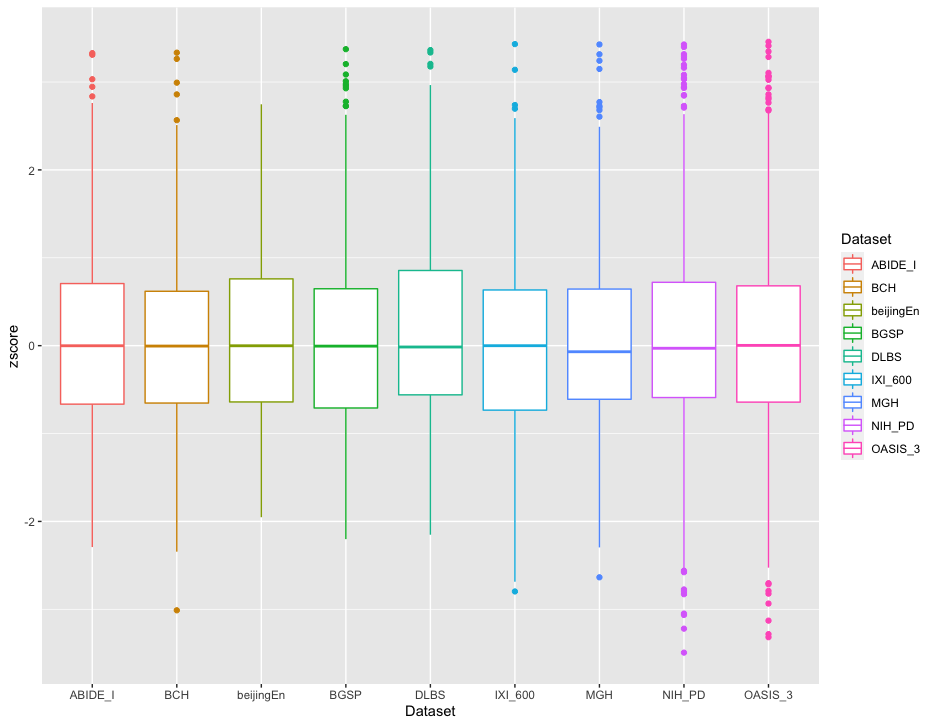 zscore
2
0
-2
ABIDE_I
BCH
beijingEn
BGSP
DLBS
IXI_600
MGH
NIH_PD
OASIS_3
Dataset
Dataset
ABIDE_I
BCH
beijingEn
BGSP
DLBS
IXI_600
MGH
NIH_PD
OASIS_3